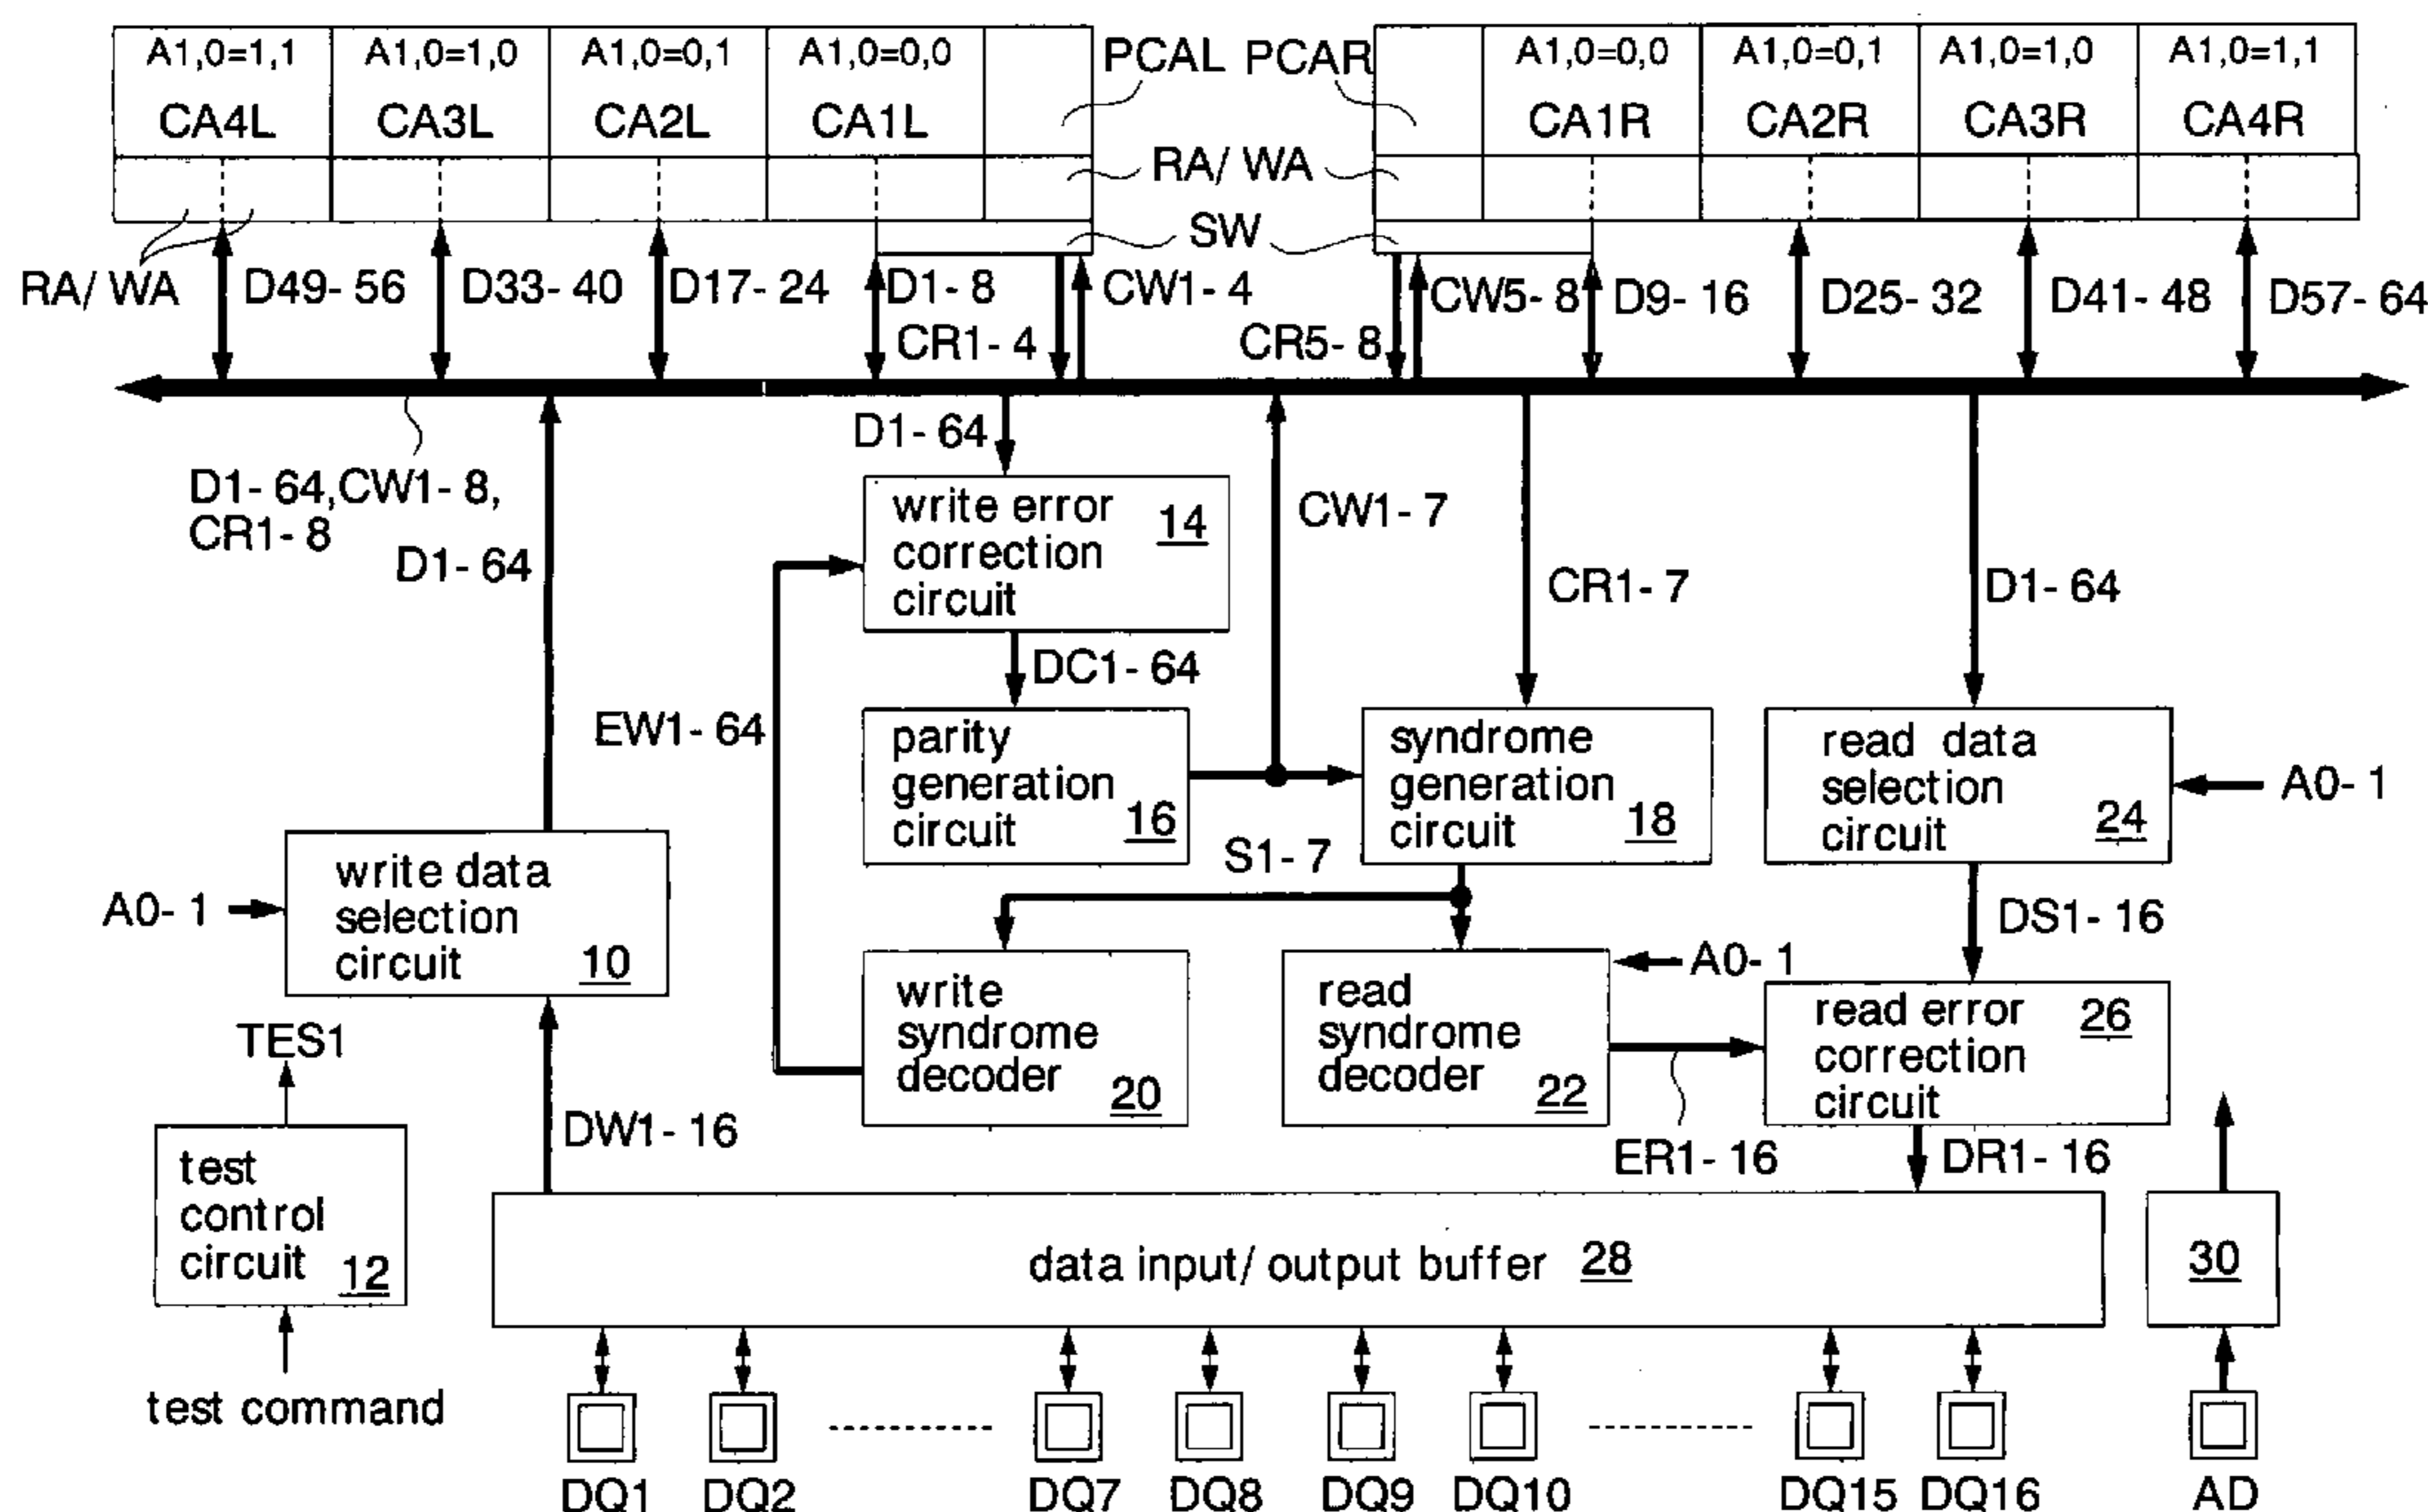 A1,0=1,1 A1,0=1,0 A1,0=0,1 A1,0=0,0 PCAL PCAR A1,0=0,0 A1,0=0,1 A1,0=1,0 A1,0=1,1
CA4L CA3L CA2L CA1L CA1R CA2R CA3R CA4R
RA/ WA
SW
RA/ WA D49- 56 D33- 40 D17- 24 D1- 8 CW1- 4 CW5- 8 D9- 16 D25- 32 D41- 48 D57- 64
CR1- 4 CR5- 8
D1- 64
D1- 64,CW1- 8,
CR1- 8
D1- 64
write error
correction
circuit 14
CW1- 7
CR1- 7
D1- 64
DC1- 64
EW1- 64
parity
generation
circuit 16
syndrome
generation
circuit 18
read data
selection
circuit 24
A0- 1
S1- 7
A0- 1
write data
selection
circuit 10
DS1- 16
write
syndrome
decoder 20
read
syndrome
decoder 22
A0- 1
read error
correction
circuit 26
TES1
DW1- 16
ER1- 16
DR1- 16
test
control
circuit 12
data input/ output buffer 28
30
test command
DQ1 DQ2 DQ7 DQ8 DQ9 DQ10 DQ15 DQ16 AD